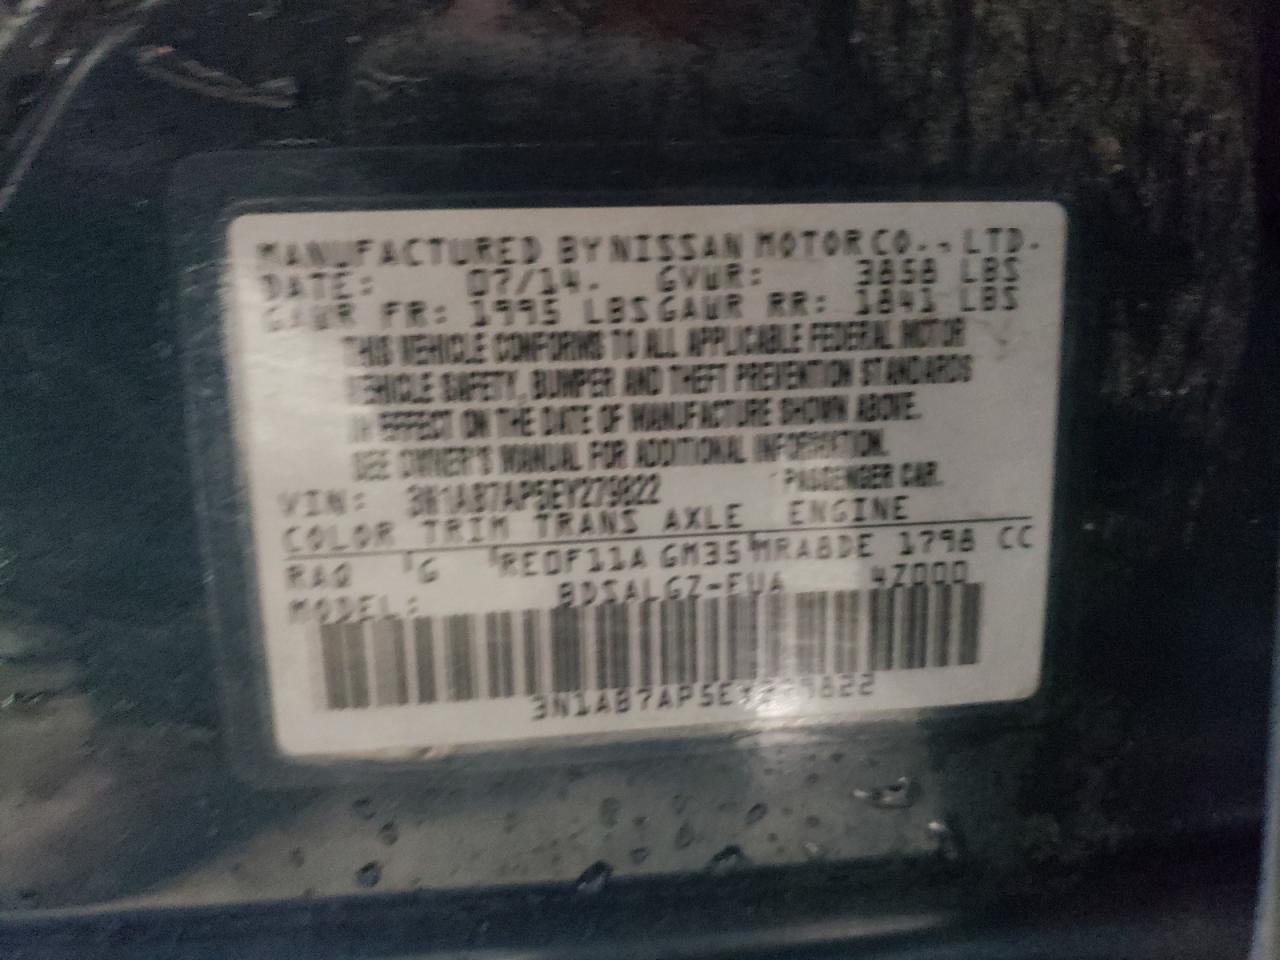 MANUFACTURED BY NISSAN MOTOR CO., LTD.
DATE: 07/14. GVWR: 3858 LBS
GAWR FR: 1995 LBS GAWR RR: 1841 LBS
THIS VEHICLE CONFORMS TO ALL APPLICABLE FEDERAL MOTOR
VEHICLE SAFETY, BUMPER AND THEFT PREVENTION STANDARDS
IN EFFECT ON THE DATE OF MANUFACTURE SHOWN ABOVE.
SEE OWNER'S MANUAL FOR ADDITIONAL INFORMATION.
VIN: 3N1AB7AP5EY279822 PASSENGER CAR.
COLOR TRIM TRANS AXLE ENGINE
RAQ G RE0F11A GM35 MRA8DE 1798 CC
MODEL: BDSALGZ-EUA 4Z000
3N1AB7AP5EY279822